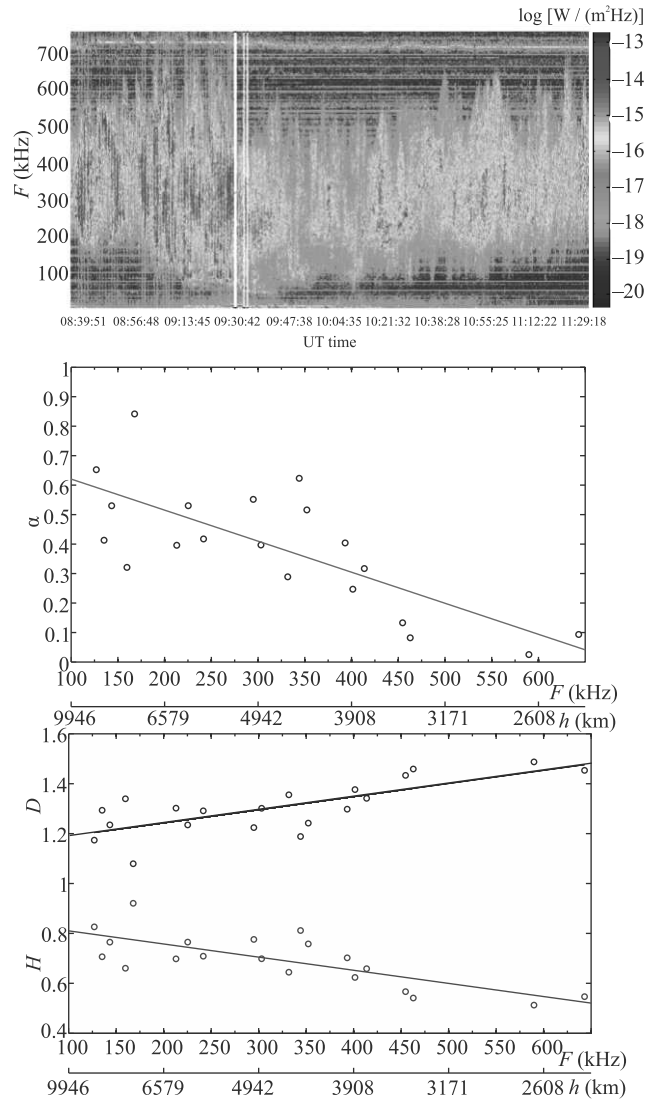 log [W / (m²Hz)]
700
600
500
400
300
200
100
F (kHz)
–13
–14
–15
–16
–17
–18
–19
–20
08:39:51 08:56:48 09:13:45 09:30:42 09:47:38 10:04:35 10:21:32 10:38:28 10:55:25 11:12:22 11:29:18
UT time
1
0.9
0.8
0.7
0.6
0.5
0.4
0.3
0.2
0.1
0
α
100 150 200 250 300 350 400 450 500 550 600
F (kHz)
9946 6579 4942 3908 3171 2608 h (km)
1.6
1.4
1.2
1
0.8
0.6
0.4
D
H
100 150 200 250 300 350 400 450 500 550 600
F (kHz)
9946 6579 4942 3908 3171 2608 h (km)